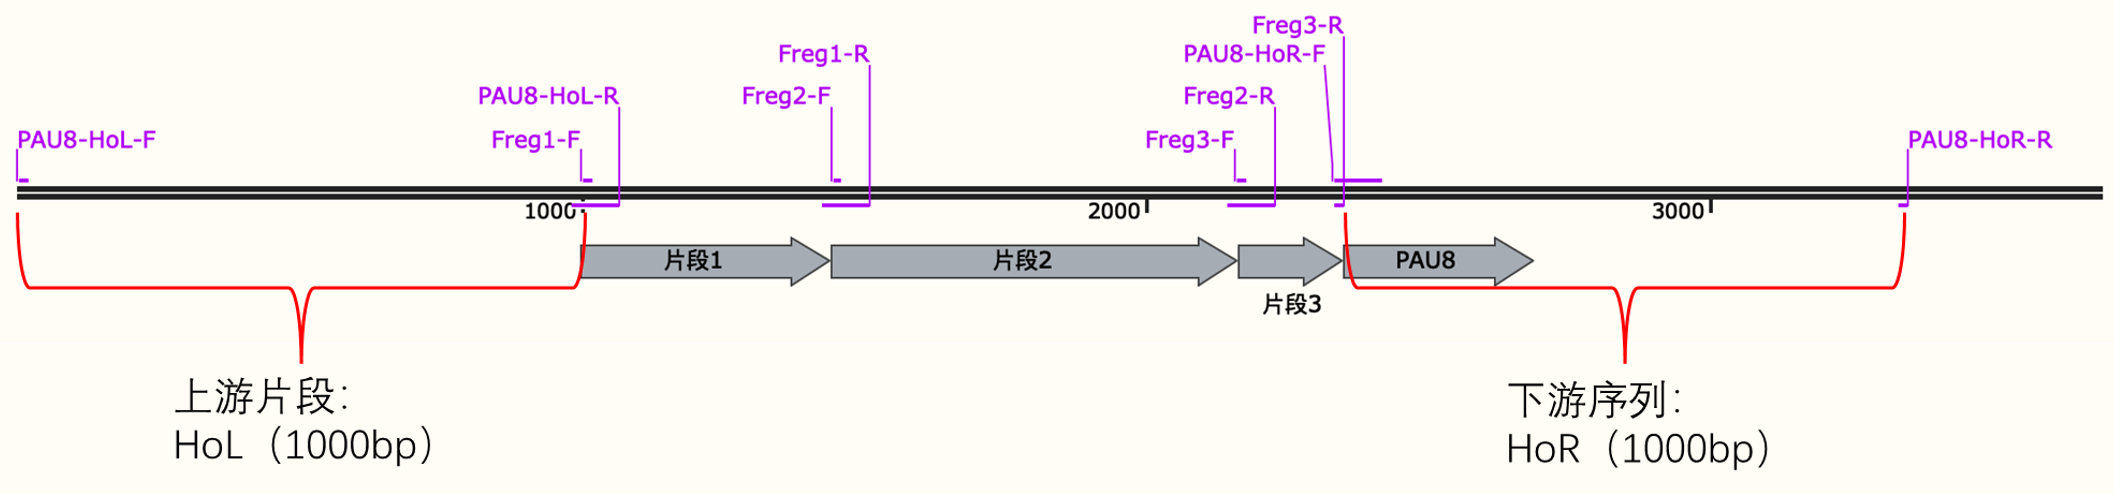 Freg3-R
Freg1-R
PAU8-HoR-F
PAU8-HoL-R
Freg2-F
Freg2-R
PAU8-HoL-F
Freg1-F
Freg3-F
PAU8-HoR-R
1000
2000
3000
片段1
片段2
PAU8
片段3
上游片段：
HoL（1000bp）
下游序列：
HoR（1000bp）